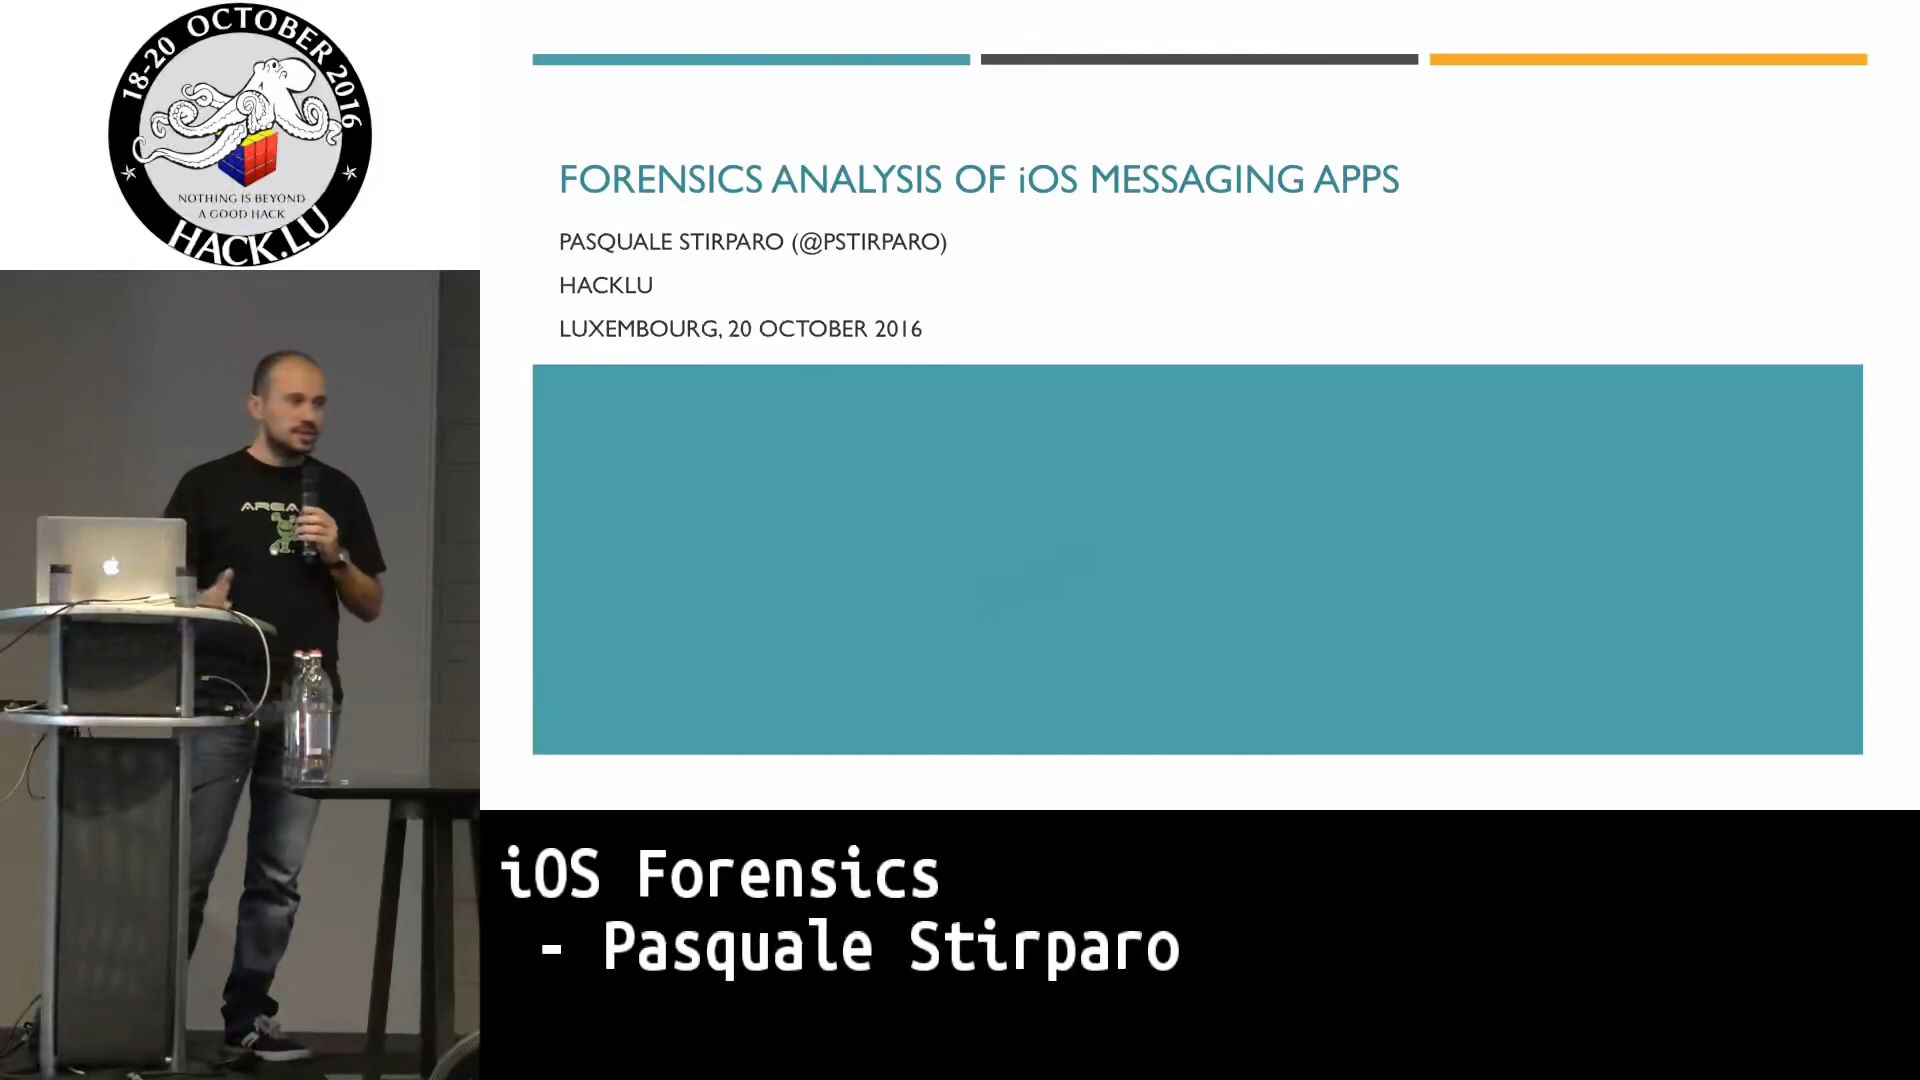 18-20 OCTOBER 2016
NOTHING IS BEYOND
A GOOD HACK
HACK.LU
FORENSICS ANALYSIS OF iOS MESSAGING APPS
PASQUALE STIRPARO (@PSTIRPARO)
HACKLU
LUXEMBOURG, 20 OCTOBER 2016
AREA
iOS Forensics
- Pasquale Stirparo